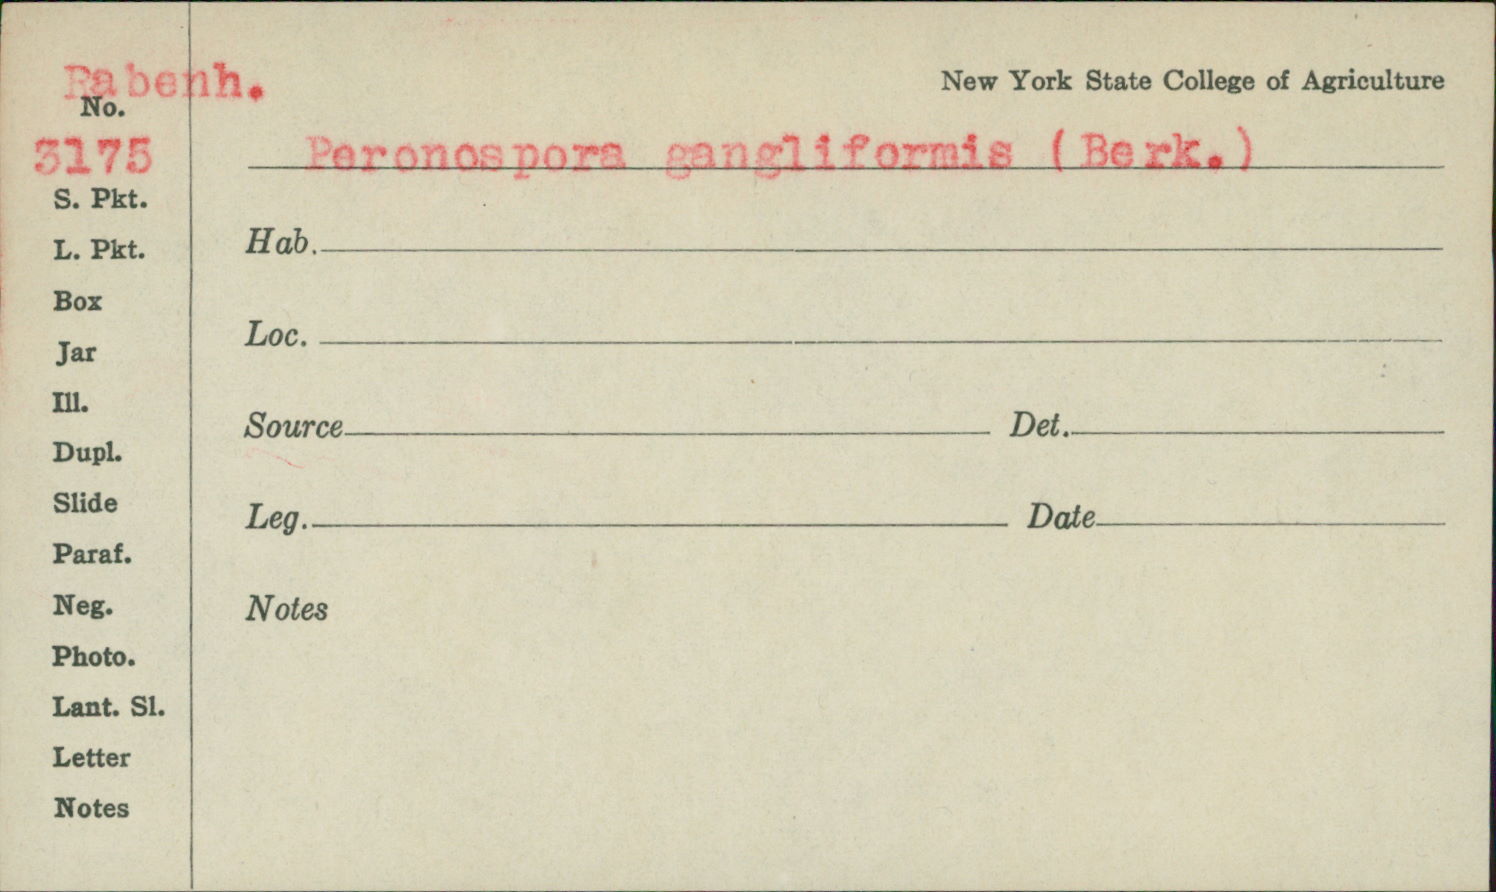 Rabenh.
New York State College of Agriculture
No.
3175
Peronospora gangliformis (Berk.)
S. Pkt.
L. Pkt.
Hab.
Box
Loc.
Jar
Ill.
Source Det.
Dupl.
Slide
Leg. Date
Paraf.
Neg.
Notes
Photo.
Lant. Sl.
Letter
Notes